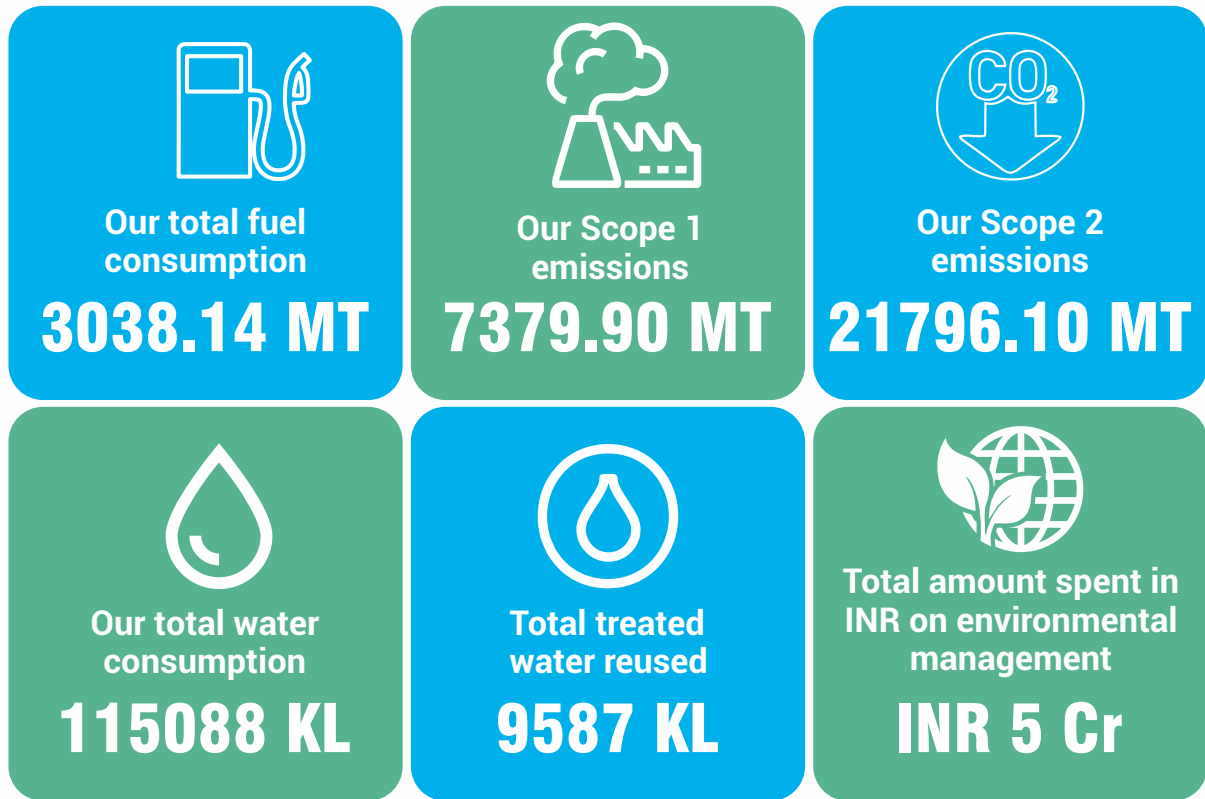 Our total fuel
consumption
3038.14 MT
CO2
Our Scope 1
emissions
7379.90 MT
Our Scope 2
emissions
21796.10 MT
Our total water
consumption
115088 KL
Total treated
water reused
9587 KL
Total amount spent in
INR on environmental
management
INR 5 Cr